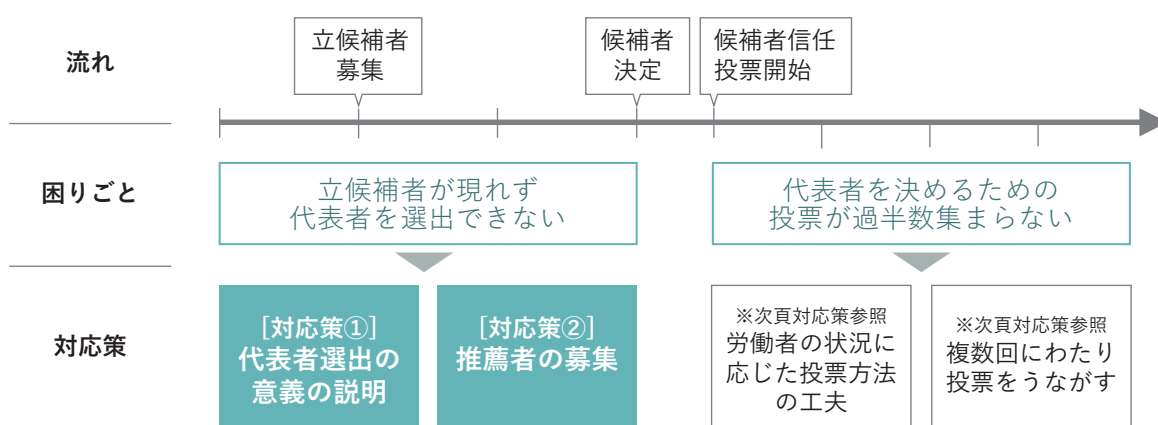 流れ
立候補者
募集
候補者
決定
候補者信任
投票開始
困りごと
立候補者が現れず
代表者を選出できない
代表者を決めるための
投票が過半数集まらない
対応策
[対応策①]
代表者選出の
意義の説明
[対応策②]
推薦者の募集
※次頁対応策参照
労働者の状況に
応じた投票方法
の工夫
※次頁対応策参照
複数回にわたり
投票をうながす